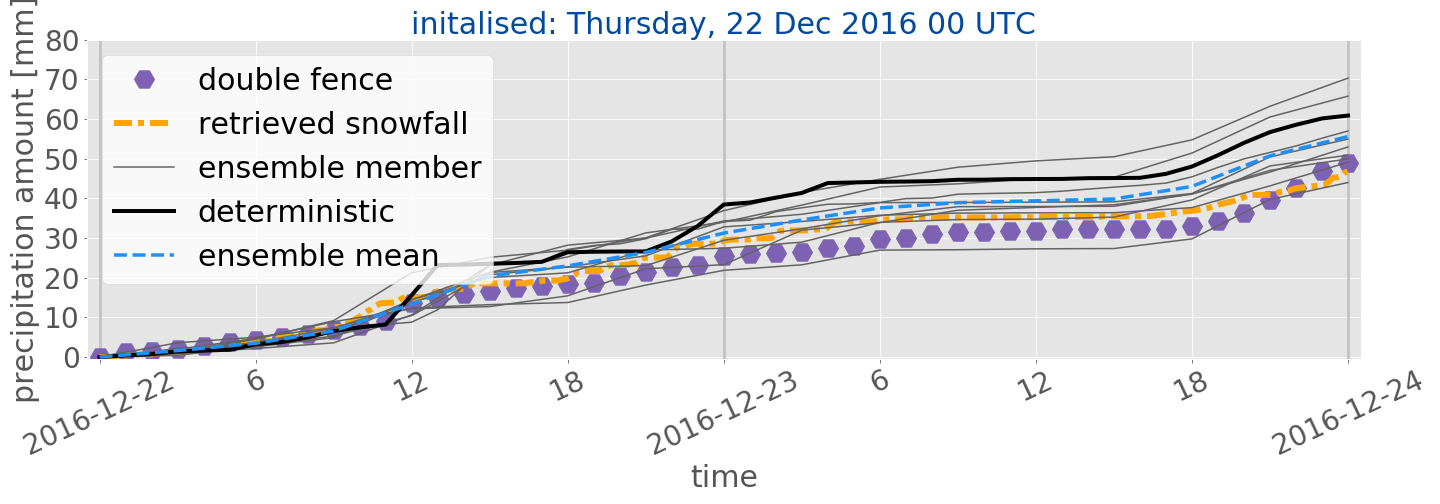 initalised: Thursday, 22 Dec 2016 00 UTC
precipitation amount [mm]
80
70
60
50
40
30
20
10
0
double fence
retrieved snowfall
ensemble member
deterministic
ensemble mean
2016-12-22
6
12
18
2016-12-23
6
12
18
2016-12-24
time